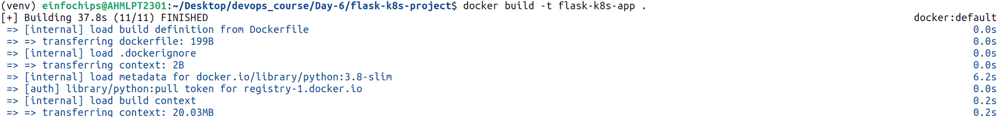 (venv) einfochips@AHMLPT2301:~/Desktop/devops_course/Day-6/flask-k8s-project$ docker build -t flask-k8s-app .
[+] Building 37.8s (11/11) FINISHED docker:default
=> [internal] load build definition from Dockerfile 0.0s
=> => transferring dockerfile: 199B 0.0s
=> [internal] load .dockerignore 0.0s
=> => transferring context: 2B 0.0s
=> [internal] load metadata for docker.io/library/python:3.8-slim 6.2s
=> [auth] library/python:pull token for registry-1.docker.io 0.0s
=> [internal] load build context 0.2s
=> => transferring context: 20.03MB 0.2s